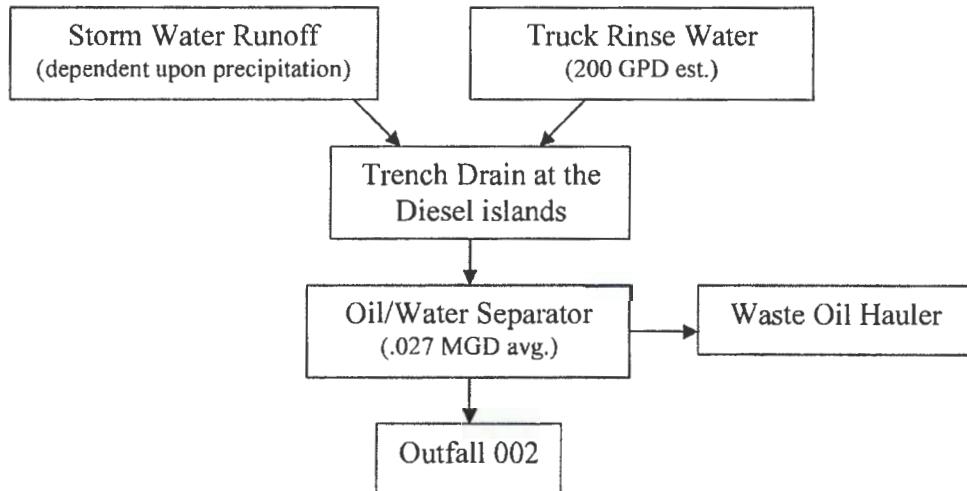 Storm Water Runoff
(dependent upon precipitation)
Truck Rinse Water
(200 GPD est.)
Trench Drain at the
Diesel islands
Oil/Water Separator
(.027 MGD avg.)
Waste Oil Hauler
Outfall 002